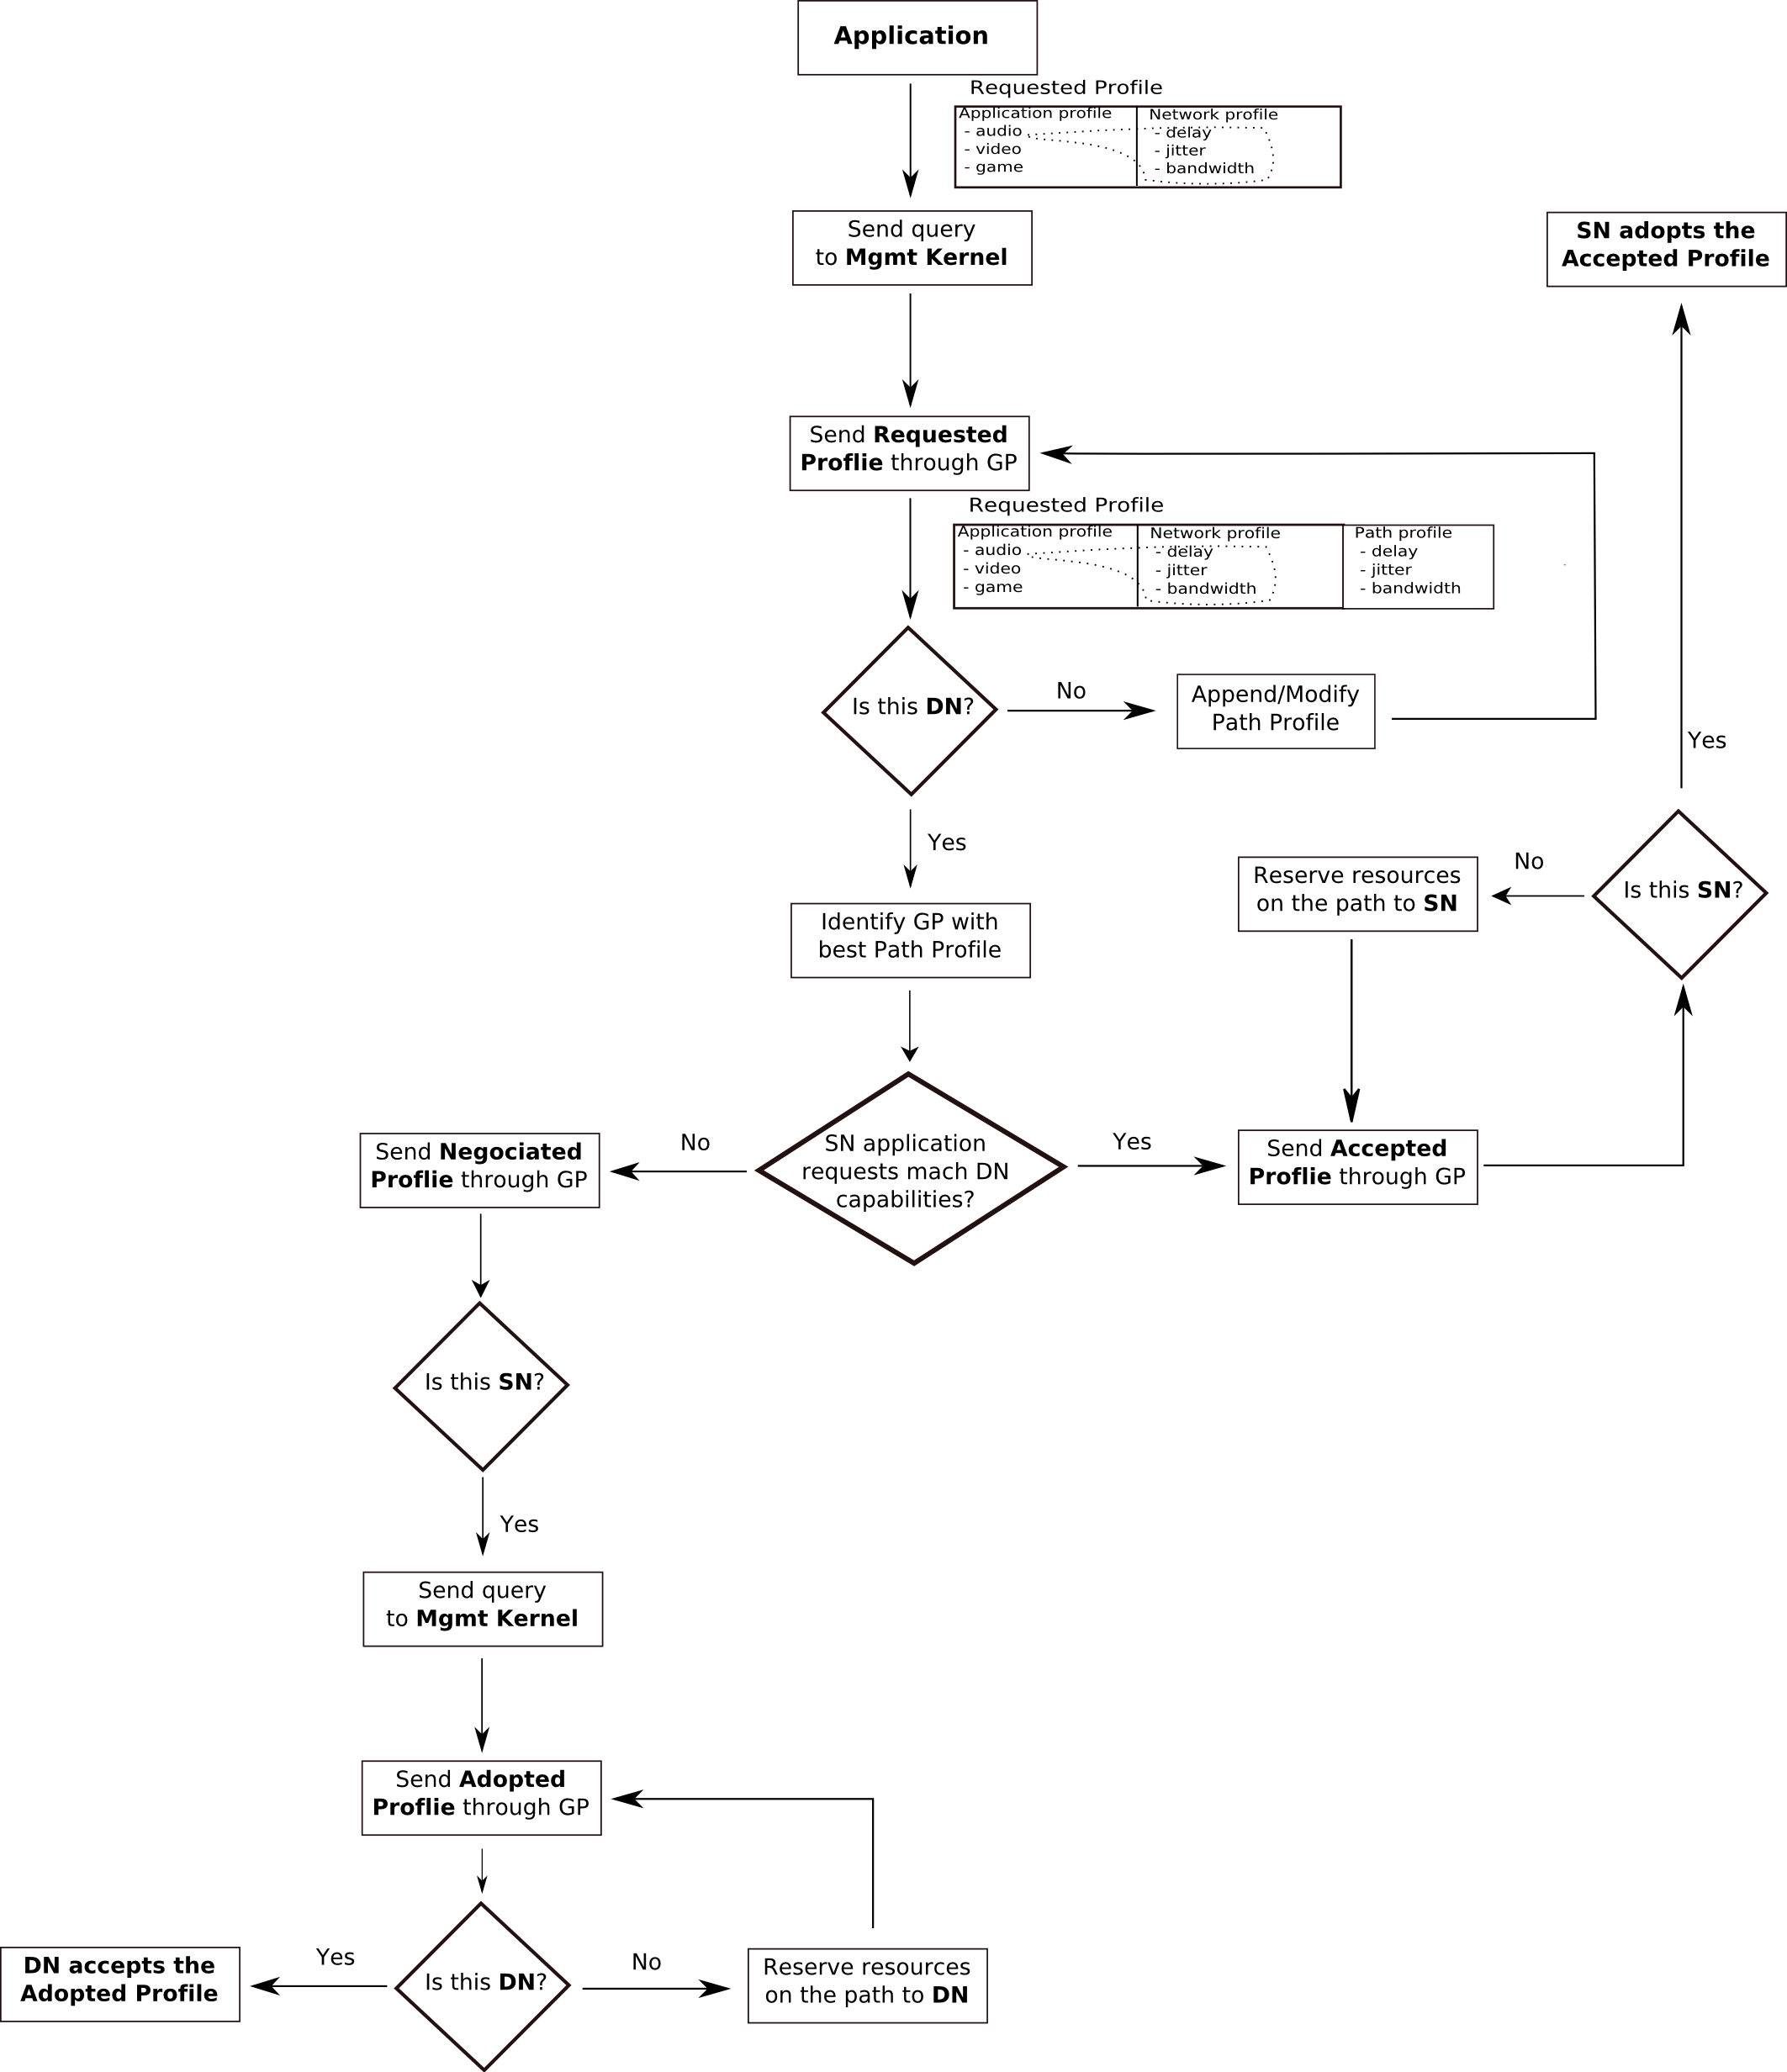 Application
Requested Profile
Application profile
- audio
- video
- game
Network profile
- delay
- jitter
- bandwidth
Send query
to Mgmt Kernel
SN adopts the
Accepted Profile
Send Requested
Proflie through GP
Requested Profile
Application profile
- audio
- video
- game
Network profile
- delay
- jitter
- bandwidth
Path profile
- delay
- jitter
- bandwidth
Is this DN?
No
Append/Modify
Path Profile
Yes
Yes
Reserve resources
on the path to SN
No
Is this SN?
Identify GP with
best Path Profile
Send Negociated
Proflie through GP
No
SN application
requests mach DN
capabilities?
Yes
Send Accepted
Proflie through GP
Is this SN?
Yes
Send query
to Mgmt Kernel
Send Adopted
Proflie through GP
DN accepts the
Adopted Profile
Yes
Is this DN?
No
Reserve resources
on the path to DN